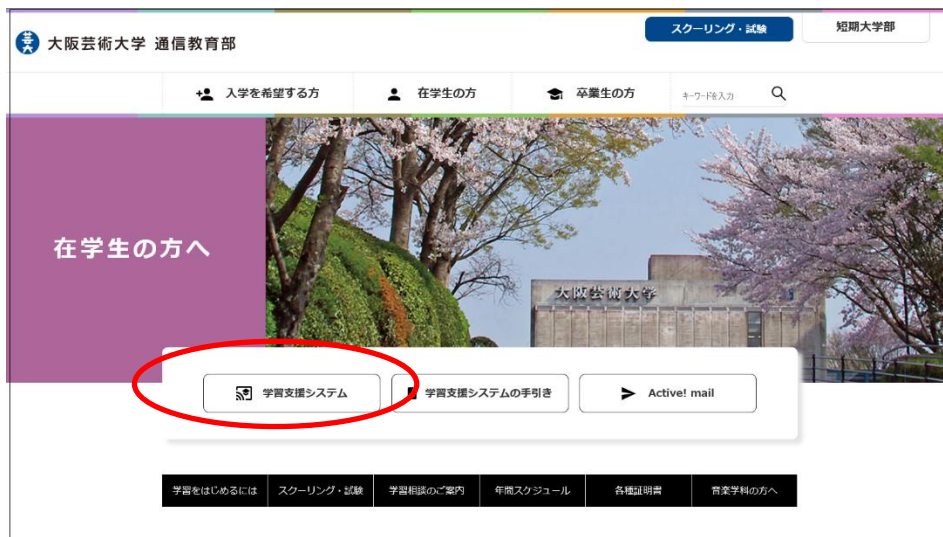 大阪芸術大学 通信教育部
スクーリング・試験
短期大学部
入学を希望する方
在学生の方
卒業生の方
キーワードを入力
在学生の方へ
大阪芸術大学
学習支援システム
学習支援システムの手引き
Active! mail
学習をはじめるには
スクーリング・試験
学習相談のご案内
年間スケジュール
各種証明書
音楽学科の方へ